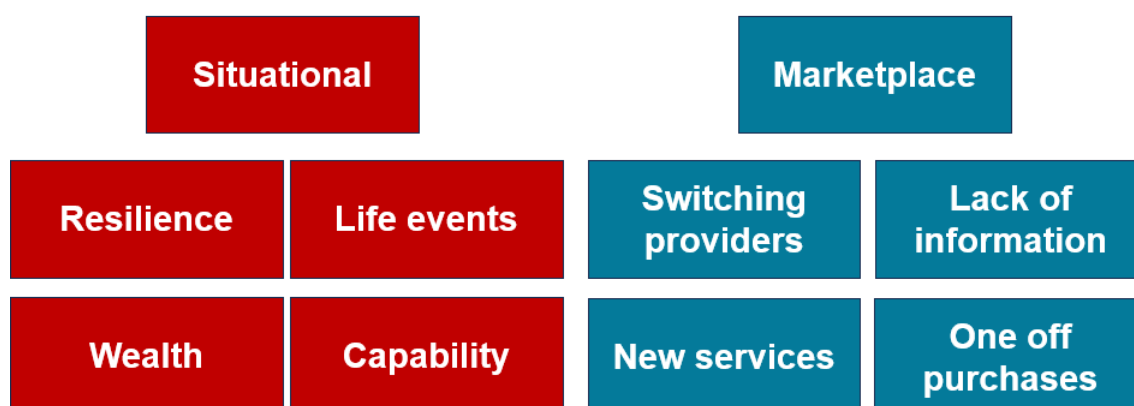 Situational
Marketplace
Resilience
Life events
Switching
providers
Lack of
information
Wealth
Capability
New services
One off
purchases